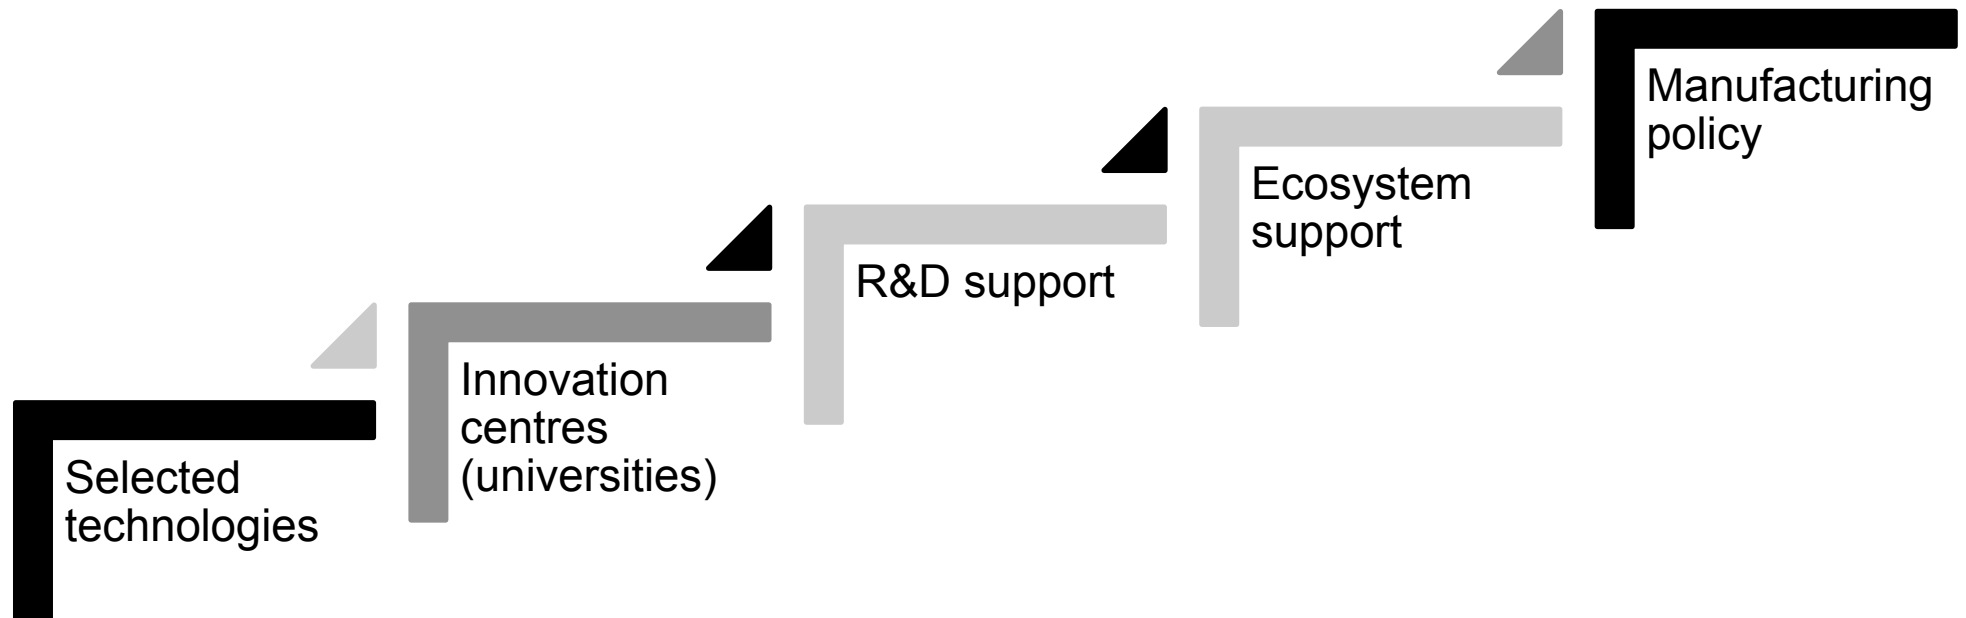 Selected
technologies
Innovation
centres
(universities)
R&D support
Ecosystem
support
Manufacturing
policy